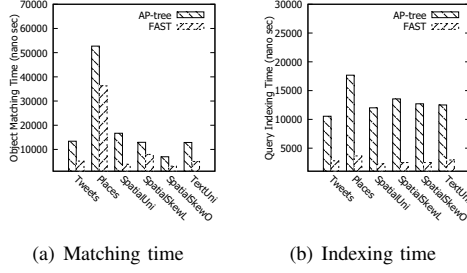 70000
60000
50000
40000
30000
20000
10000
Object Matching Time (nano sec)
AP-tree
FAST
Tweets
Places
SpatialUni
SpatialSkewL
SpatialSkewO
TextUni
(a) Matching time
30000
25000
20000
15000
10000
5000
Query Indexing Time (nano sec)
AP-tree
FAST
Tweets
Places
SpatialUni
SpatialSkewL
SpatialSkewO
TextUni
(b) Indexing time